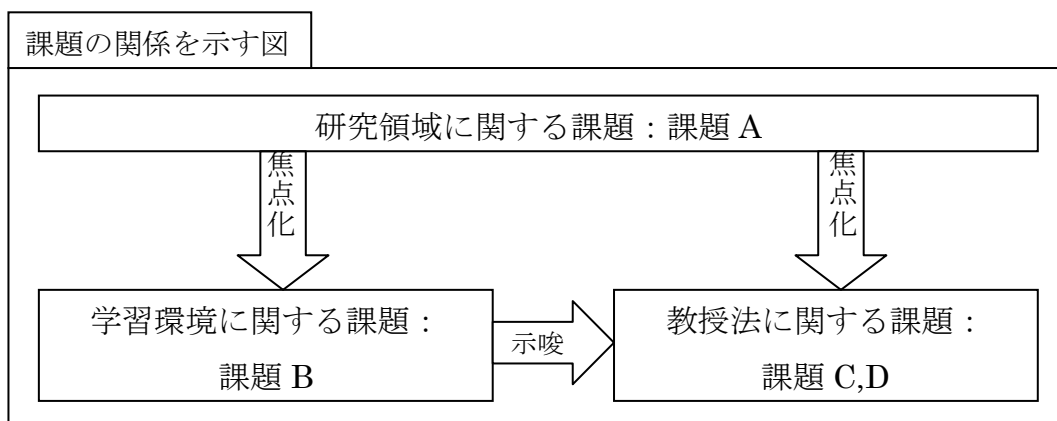 課題の関係を示す図
研究領域に関する課題：課題 A
焦点化
焦点化
学習環境に関する課題：
課題 B
示唆
教授法に関する課題：
課題 C,D